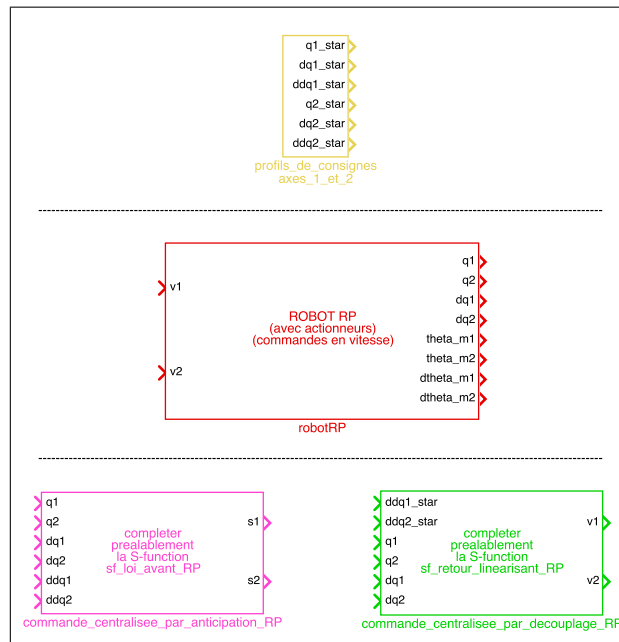 q1_star
dq1_star
ddq1_star
q2_star
dq2_star
ddq2_star
profils_de_consignes
axes_1_et_2
v1
v2
ROBOT RP
(avec actionneurs)
(commandes en vitesse)
q1
q2
dq1
dq2
theta_m1
theta_m2
dtheta_m1
dtheta_m2
robotRP
q1
q2
dq1
dq2
ddq1
ddq2
completer
prealablement
la S-function
sf_loi_avant_RP
s1
s2
commande_centralisee_par_anticipation_RP
ddq1_star
ddq2_star
q1
q2
dq1
dq2
completer
prealablement
la S-function
sf_retour_linearisant_RP
v1
v2
commande_centralisee_par_decouplage_RP